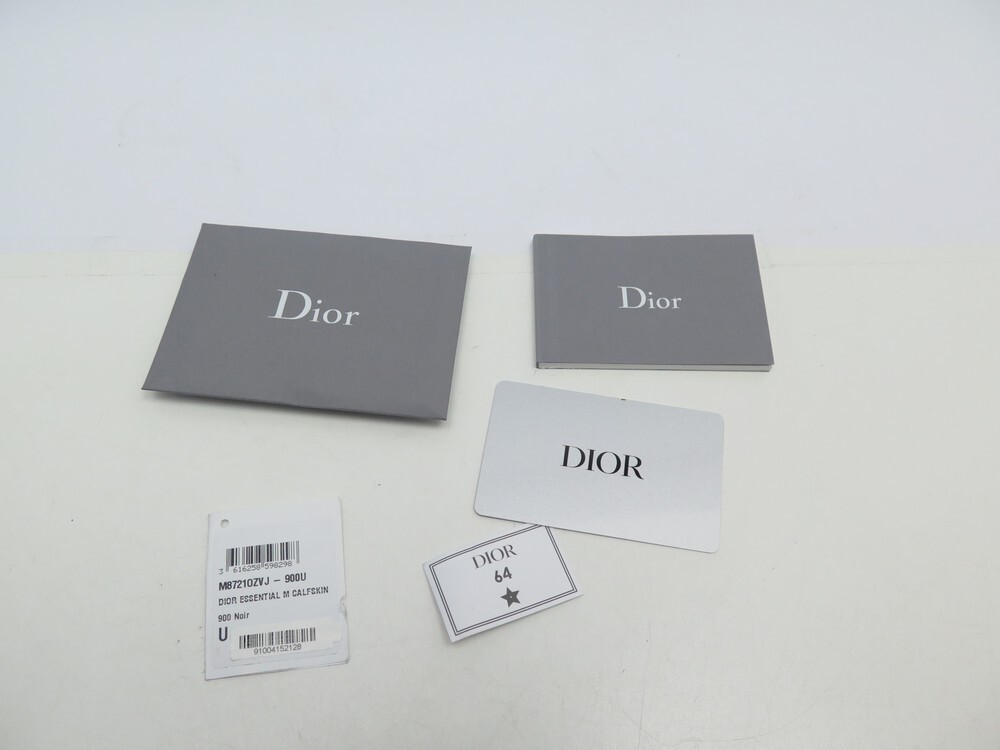 Dior
Dior
DIOR
DIOR
64
3 616258 598298
M8721OZVJ - 900U
DIOR ESSENTIAL M CALFSKIN
900 Noir
U
91004152128